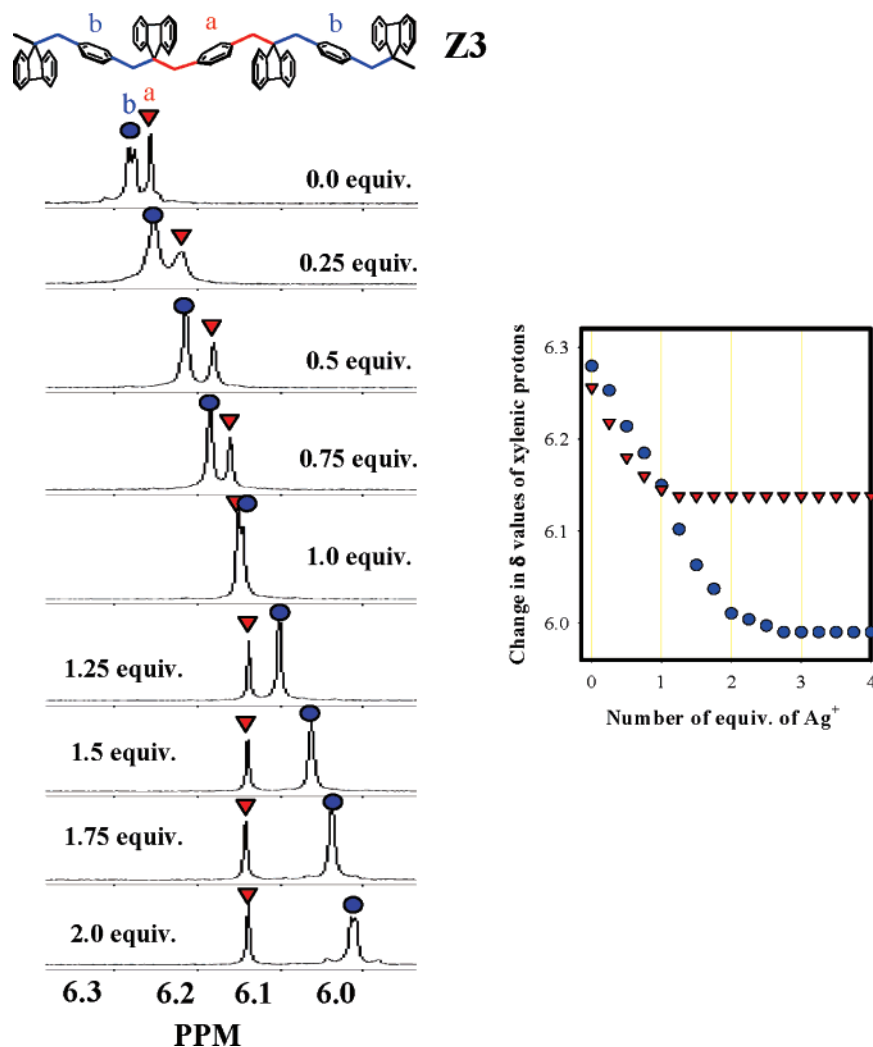 b
a
b
Z3
b
a
0.0 equiv.
0.25 equiv.
0.5 equiv.
0.75 equiv.
1.0 equiv.
1.25 equiv.
1.5 equiv.
1.75 equiv.
2.0 equiv.
6.3 6.2 6.1 6.0
PPM
Change in δ values of xylenic protons
6.3
6.2
6.1
6.0
0 1 2 3 4
Number of equiv. of Ag⁺